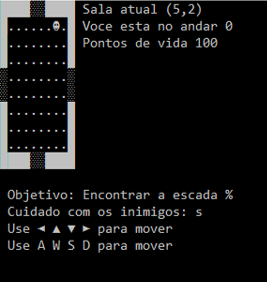 Sala atual (5,2)
Voce esta no andar 0
Pontos de vida 100
Objetivo: Encontrar a escada %
Cuidado com os inimigos: s
Use ◄ ▲ ▼ ► para mover
Use A W S D para mover